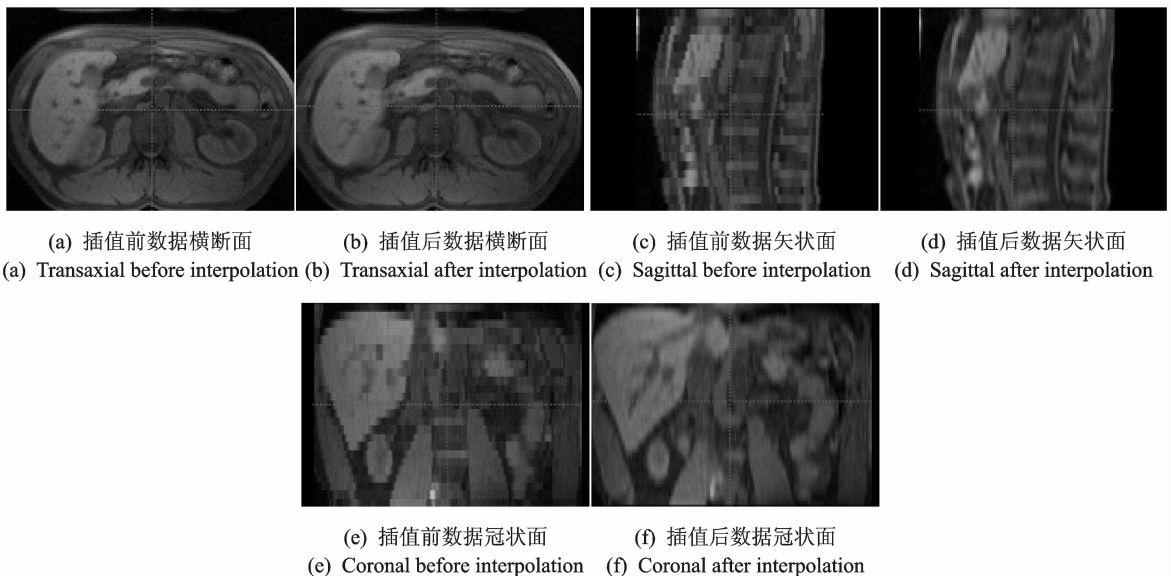 (a) 插值前数据横断面
(b) 插值后数据横断面
(c) 插值前数据矢状面
(d) 插值后数据矢状面
(a) Transaxial before interpolation
(b) Transaxial after interpolation
(c) Sagittal before interpolation
(d) Sagittal after interpolation
(e) 插值前数据冠状面
(f) 插值后数据冠状面
(e) Coronal before interpolation
(f) Coronal after interpolation